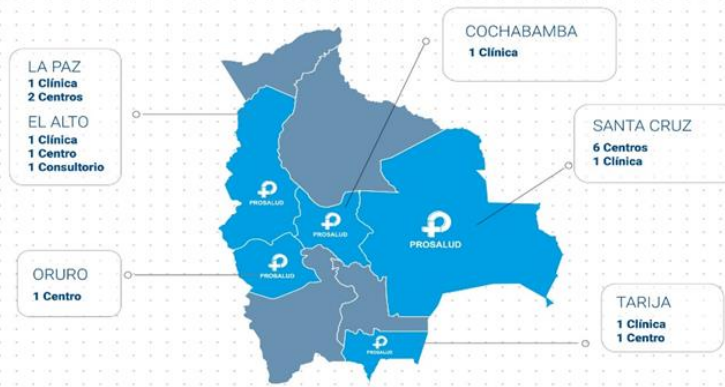 COCHABAMBA
1 Clínica
LA PAZ
1 Clínica
2 Centros
EL ALTO
1 Clínica
1 Centro
1 Consultorio
SANTA CRUZ
6 Centros
1 Clínica
PROSALUD
PROSALUD
PROSALUD
PROSALUD
ORURO
1 Centro
TARIJA
1 Clínica
1 Centro
PROSALUD